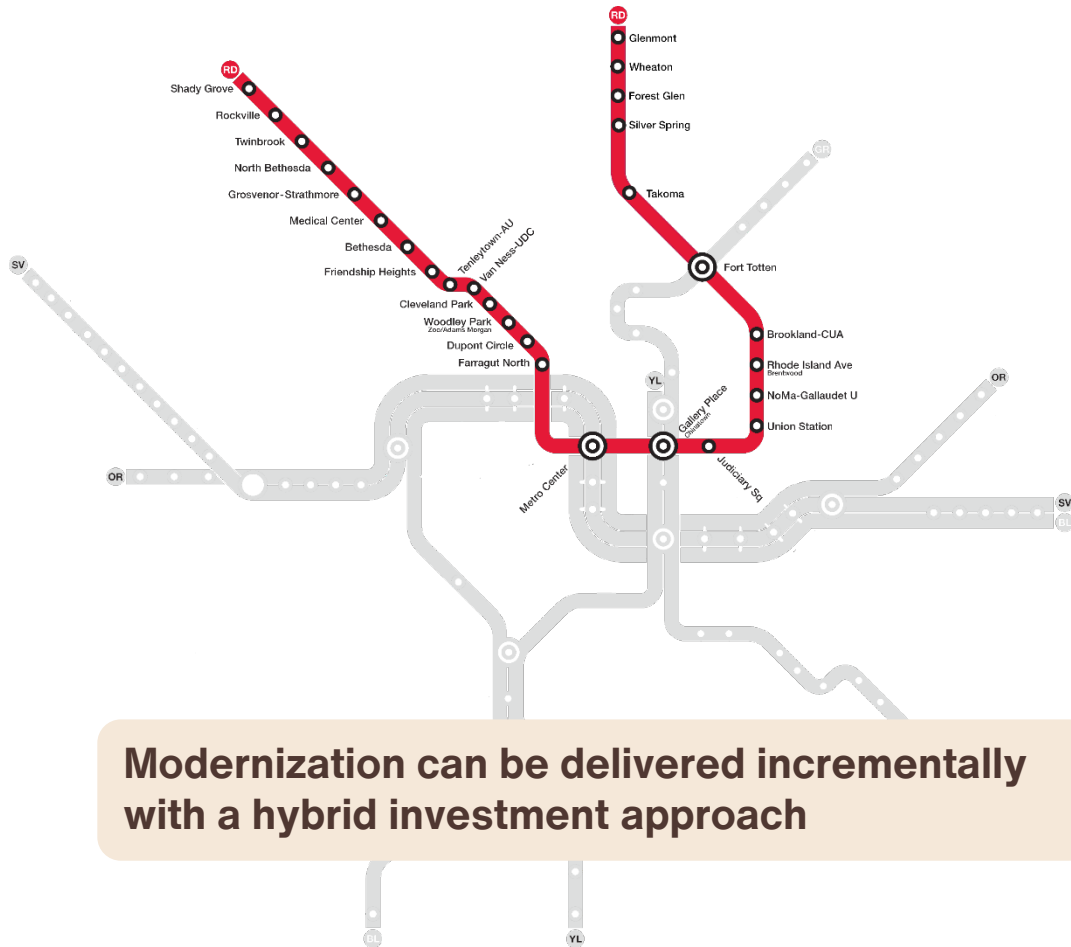 RD
Glenmont
Wheaton
Forest Glen
Silver Spring
Takoma
Fort Totten
Brookland-CUA
Rhode Island Ave
Brentwood
NoMa-Gallaudet U
Union Station
Judiciary Sq
Gallery Place
Chinatown
Metro Center
RD
Shady Grove
Rockville
Twinbrook
North Bethesda
Grosvenor-Strathmore
Medical Center
Bethesda
Friendship Heights
Tenleytown-AU
Van Ness-UDC
Cleveland Park
Woodley Park
Zoo/Adams Morgan
Dupont Circle
Farragut North
GR
SV
YL
OR
OR
SV
BL
Modernization can be delivered incrementally
with a hybrid investment approach
BL
YL